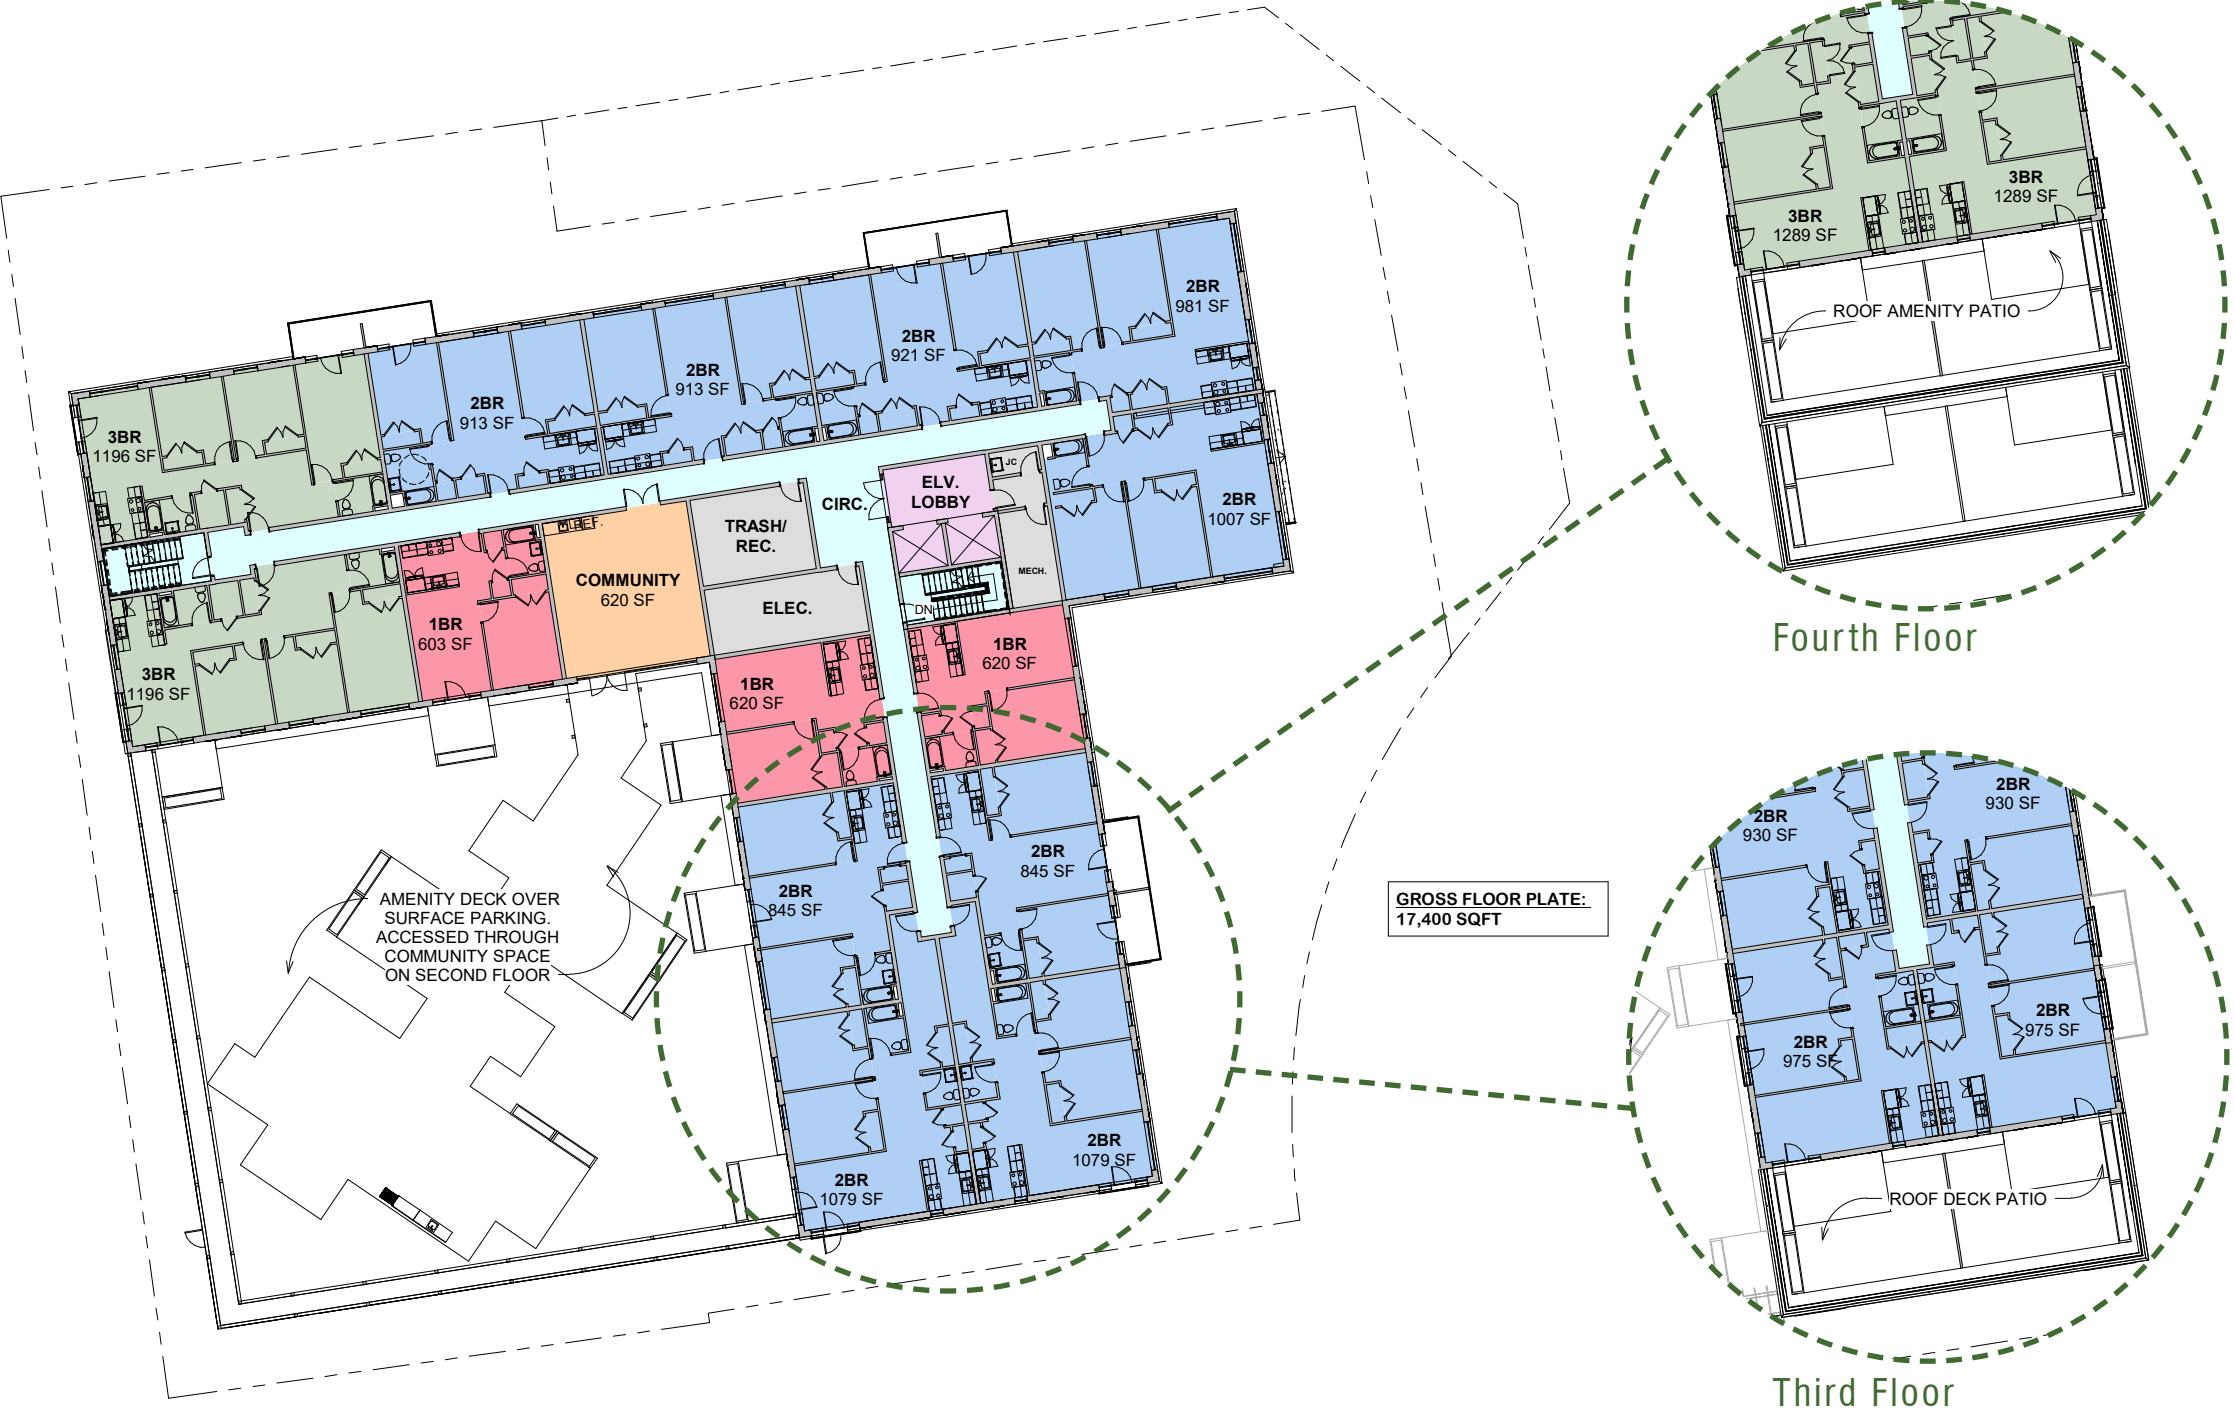 3BR
1289 SF
3BR
1289 SF
ROOF AMENITY PATIO
Fourth Floor
2BR
981 SF
2BR
921 SF
2BR
913 SF
2BR
913 SF
3BR
1196 SF
JC
ELV.
LOBBY
CIRC.
2BR
1007 SF
TRASH/
REC.
REF.
MECH.
COMMUNITY
620 SF
ELEC.
DN
1BR
603 SF
1BR
620 SF
1BR
620 SF
3BR
1196 SF
2BR
845 SF
2BR
845 SF
AMENITY DECK OVER
SURFACE PARKING.
ACCESSED THROUGH
COMMUNITY SPACE
ON SECOND FLOOR
2BR
1079 SF
2BR
1079 SF
GROSS FLOOR PLATE:
17,400 SQFT
2BR
930 SF
2BR
930 SF
2BR
975 SF
2BR
975 SF
ROOF DECK PATIO
Third Floor